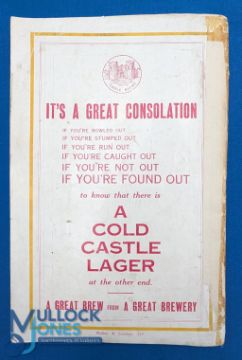 IT'S A GREAT CONSOLATION
IF YOU'RE BOWLED OUT
IF YOU'RE STUMPED OUT
IF YOU'RE RUN OUT
IF YOU'RE CAUGHT OUT
IF YOU'RE NOT OUT
IF YOU'RE FOUND OUT
to know that there is
A
COLD
CASTLE
LAGER
at the other end.
A GREAT BREW FROM A GREAT BREWERY
MULLOCK
JONES